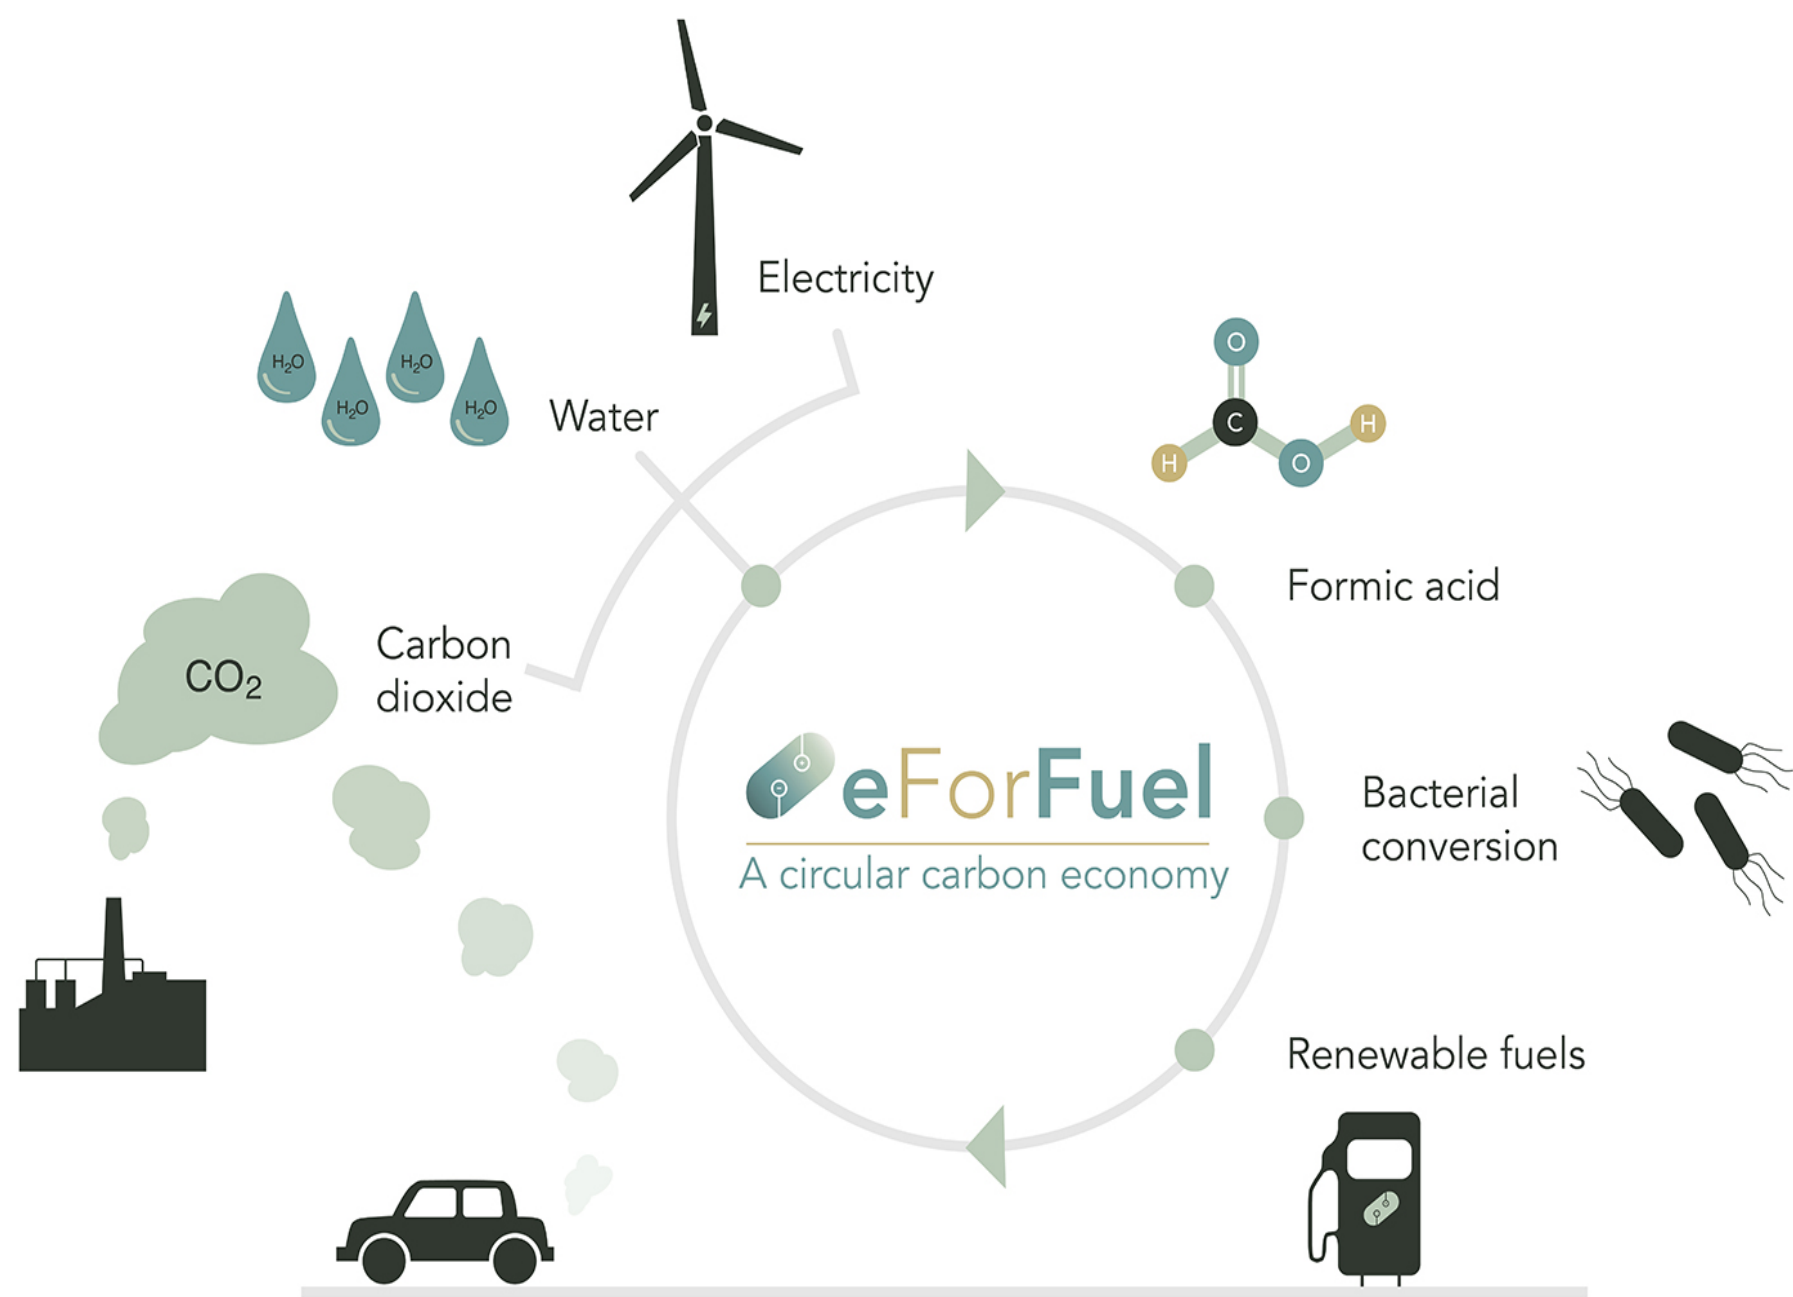 Electricity
H₂O
H₂O
H₂O
H₂O
Water
O
C
H
H
O
Formic acid
CO₂
Carbon
dioxide
eForFuel
A circular carbon economy
Bacterial
conversion
Renewable fuels